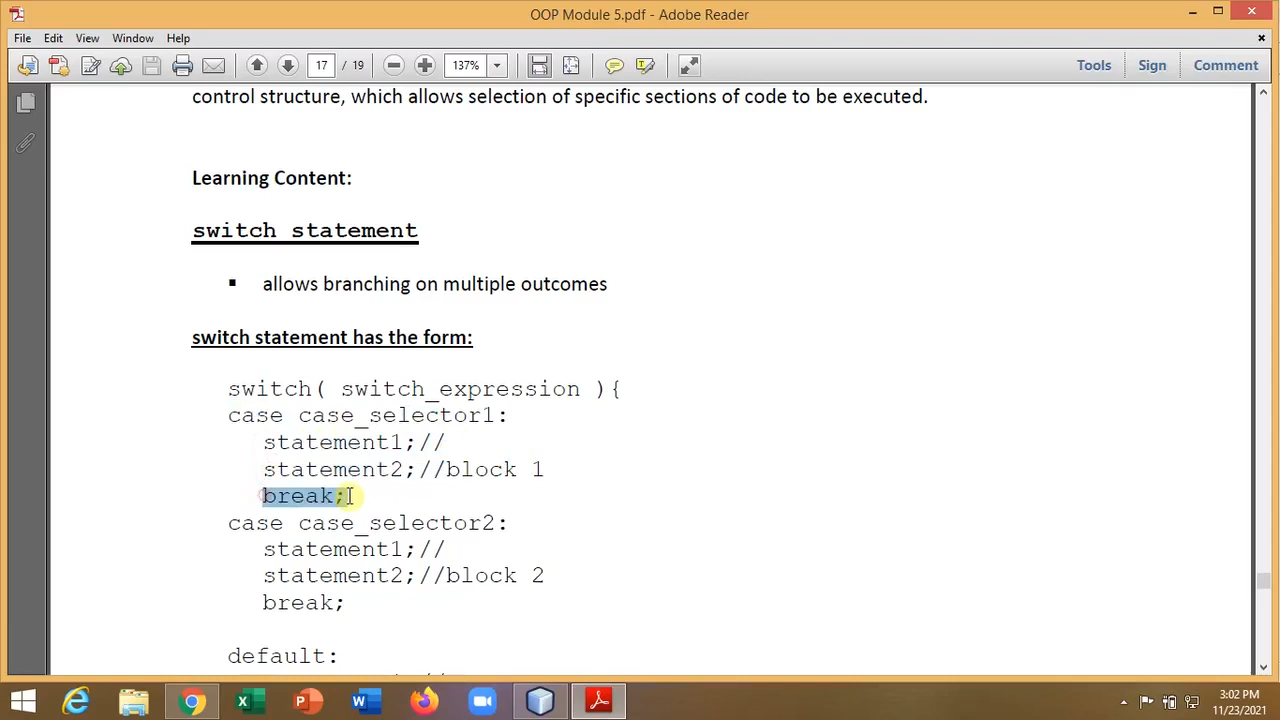 OOP Module 5.pdf - Adobe Reader
File Edit View Window Help
17 / 19 137% Tools Sign Comment
control structure, which allows selection of specific sections of code to be executed.
Learning Content:
switch statement
▪ allows branching on multiple outcomes
switch statement has the form:
switch( switch_expression ){
case case_selector1:
statement1;//
statement2;//block 1
break;
case case_selector2:
statement1;//
statement2;//block 2
break;
default:
3:02 PM
11/23/2021